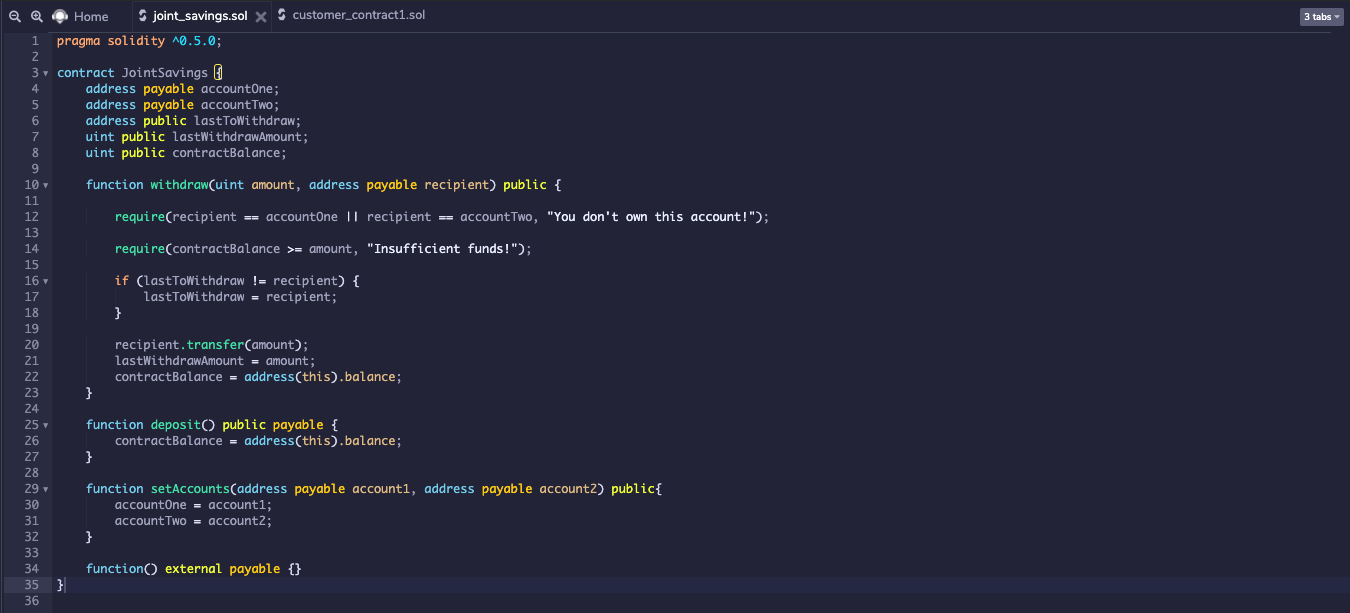 Home joint_savings.sol customer_contract1.sol 3 tabs
1 pragma solidity ^0.5.0;
2
3 contract JointSavings {
4     address payable accountOne;
5     address payable accountTwo;
6     address public lastToWithdraw;
7     uint public lastWithdrawAmount;
8     uint public contractBalance;
9
10     function withdraw(uint amount, address payable recipient) public {
11
12         require(recipient == accountOne || recipient == accountTwo, "You don't own this account!");
13
14         require(contractBalance >= amount, "Insufficient funds!");
15
16         if (lastToWithdraw != recipient) {
17             lastToWithdraw = recipient;
18         }
19
20         recipient.transfer(amount);
21         lastWithdrawAmount = amount;
22         contractBalance = address(this).balance;
23     }
24
25     function deposit() public payable {
26         contractBalance = address(this).balance;
27     }
28
29     function setAccounts(address payable account1, address payable account2) public{
30         accountOne = account1;
31         accountTwo = account2;
32     }
33
34     function() external payable {}
35 }
36